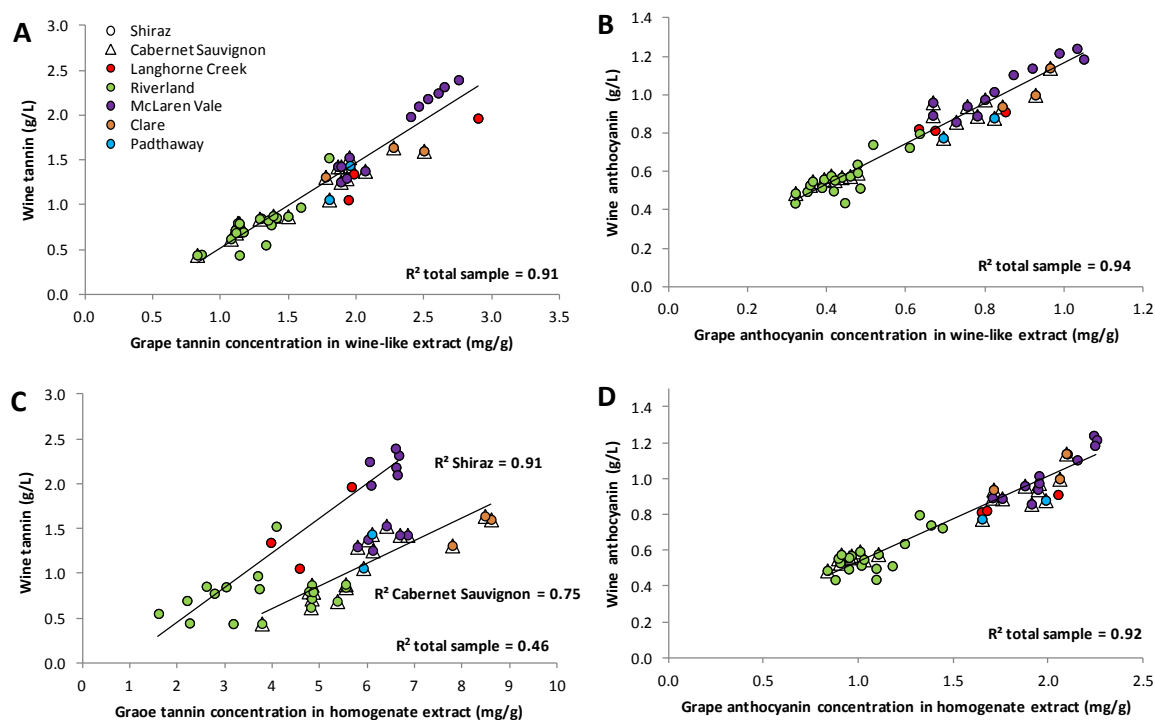 A
3.0
2.5
2.0
1.5
1.0
0.5
0.0
Wine tannin (g/L)
Shiraz
Cabernet Sauvignon
Langhorne Creek
Riverland
McLaren Vale
Clare
Padthaway
R² total sample = 0.91
0.0 0.5 1.0 1.5 2.0 2.5 3.0 3.5
Grape tannin concentration in wine-like extract (mg/g)
B
1.4
1.2
1.0
0.8
0.6
0.4
0.2
0.0
Wine anthocyanin (g/L)
R² total sample = 0.94
0.0 0.2 0.4 0.6 0.8 1.0 1.2
Grape anthocyanin concentration in wine-like extract (mg/g)
C
3.0
2.5
2.0
1.5
1.0
0.5
0.0
Wine tannin (g/L)
R² Shiraz = 0.91
R² Cabernet Sauvignon = 0.75
R² total sample = 0.46
0 1 2 3 4 5 6 7 8 9 10
Graoe tannin concentration in homogenate extract (mg/g)
D
1.4
1.2
1.0
0.8
0.6
0.4
0.2
0.0
Wine anthocyanin (g/L)
R² total sample = 0.92
0.0 0.5 1.0 1.5 2.0 2.5
Grape anthocyanin concentration in homogenate extract (mg/g)